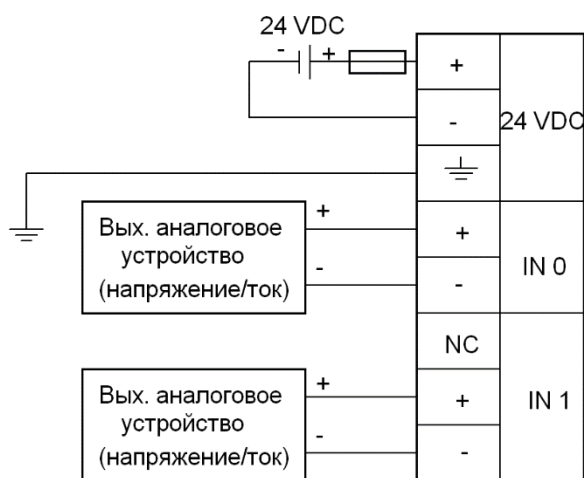 24 VDC
- +
+
-
24 VDC
Вых. аналоговое
устройство
(напряжение/ток)
+
-
+
-
IN 0
NC
Вых. аналоговое
устройство
(напряжение/ток)
+
-
+
-
IN 1